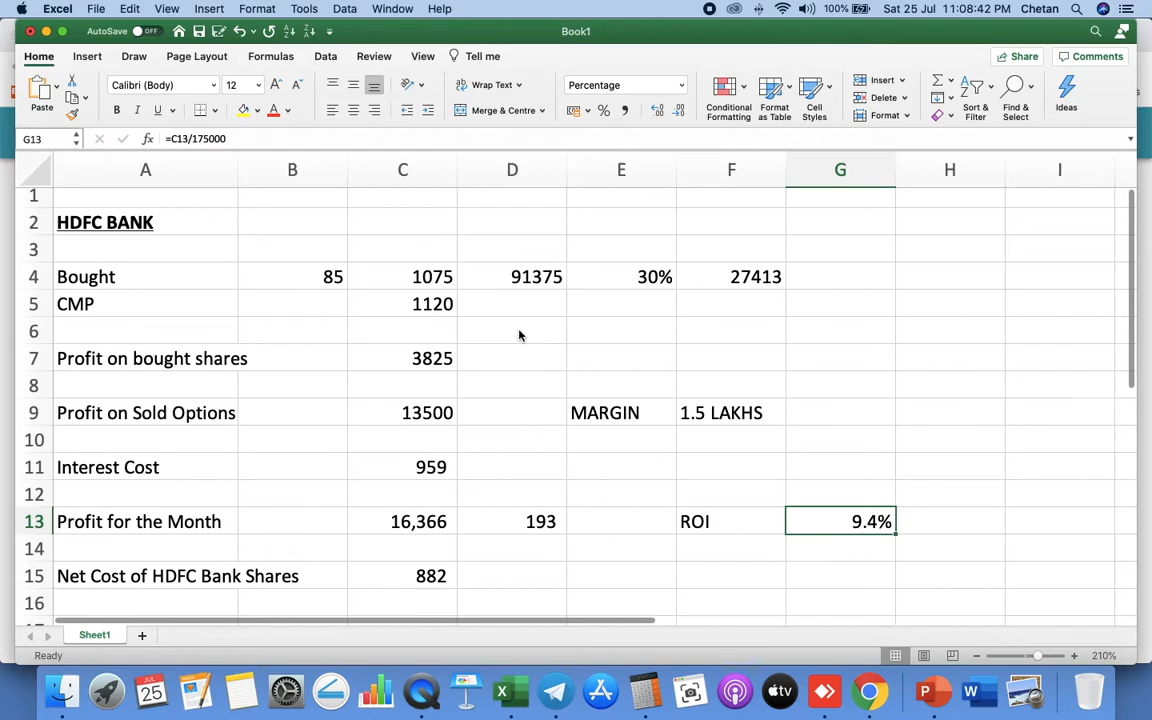 Excel File Edit View Insert Format Tools Data Window Help 100% Sat 25 Jul 11:08:42 PM Chetan
AutoSave OFF Book1
Home Insert Draw Page Layout Formulas Data Review View Tell me Share Comments
Paste Calibri (Body) 12 A A Wrap Text Percentage Insert
Conditional Formatting Format as Table Cell Styles Delete Sort & Filter Find & Select Ideas
B I U A Merge & Centre % Format
G13 fx =C13/175000
A B C D E F G H I
1
2 HDFC BANK
3
4 Bought 85 1075 91375 30% 27413
5 CMP 1120
6
7 Profit on bought shares 3825
8
9 Profit on Sold Options 13500 MARGIN 1.5 LAKHS
10
11 Interest Cost 959
12
13 Profit for the Month 16,366 193 ROI 9.4%
14
15 Net Cost of HDFC Bank Shares 882
16
Sheet1
Ready 210%
JUL
25
tv